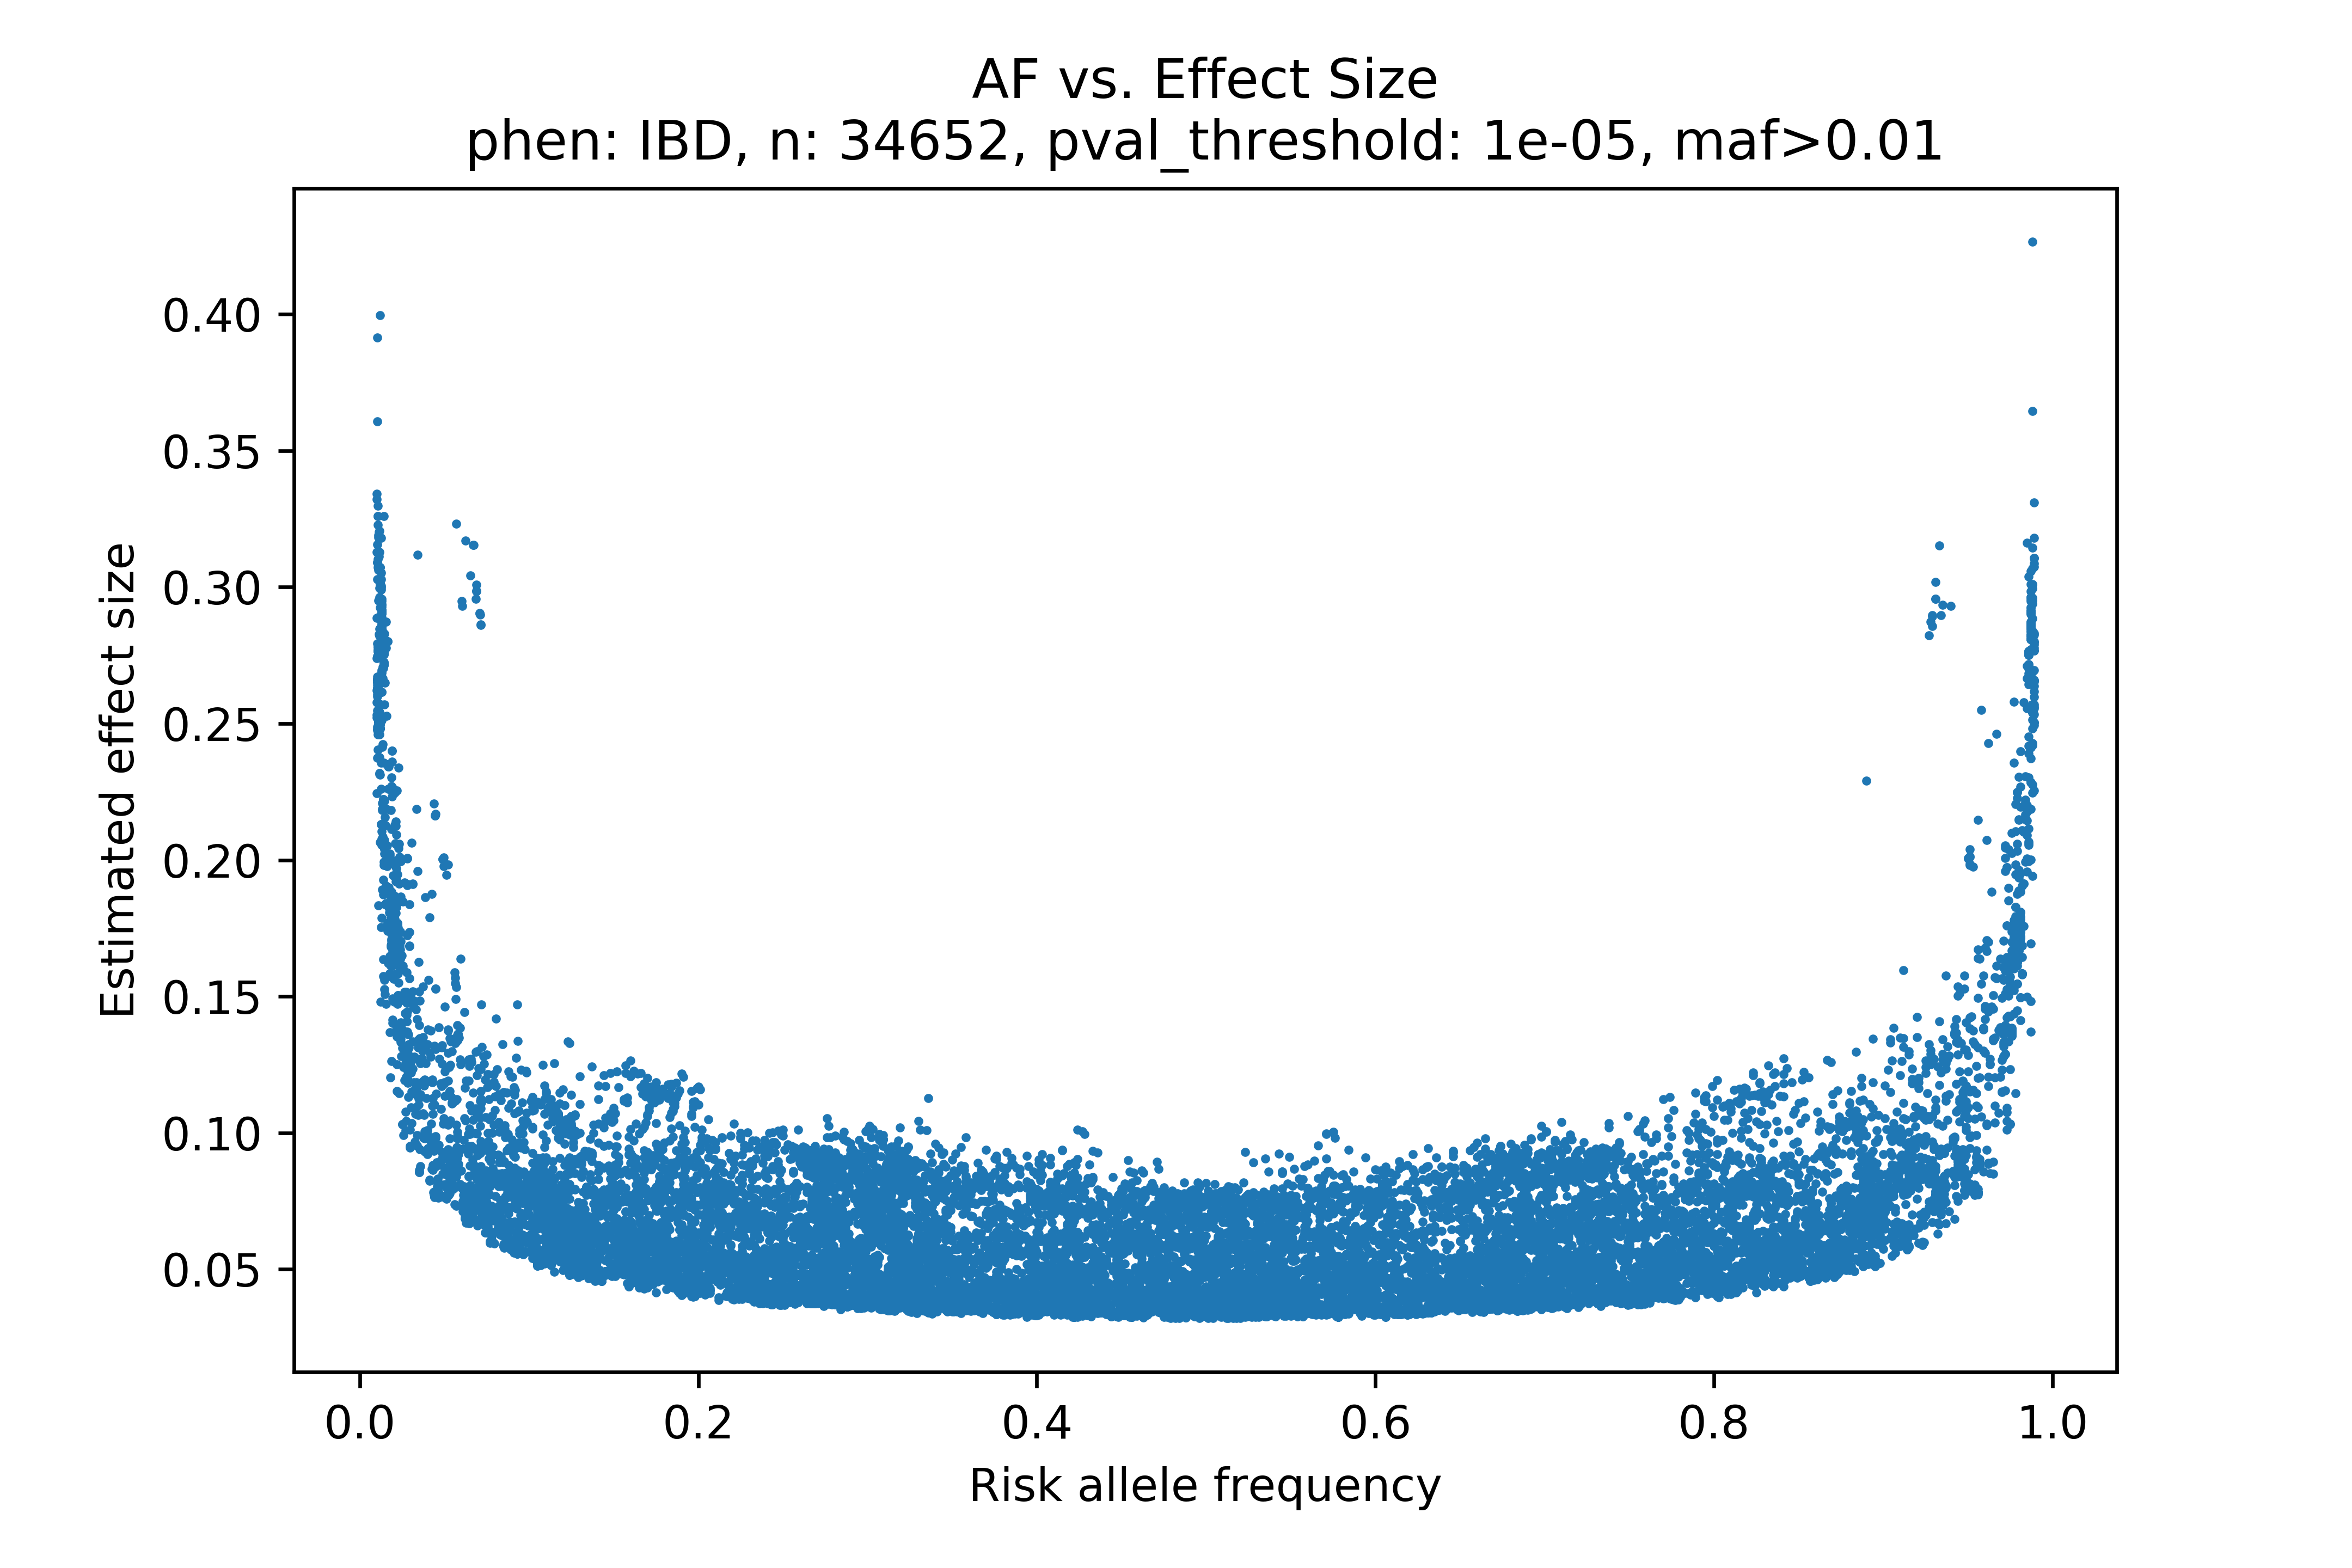 AF vs. Effect Size
phen: IBD, n: 34652, pval_threshold: 1e-05, maf>0.01
Estimated effect size
0.40
0.35
0.30
0.25
0.20
0.15
0.10
0.05
0.0 0.2 0.4 0.6 0.8 1.0
Risk allele frequency